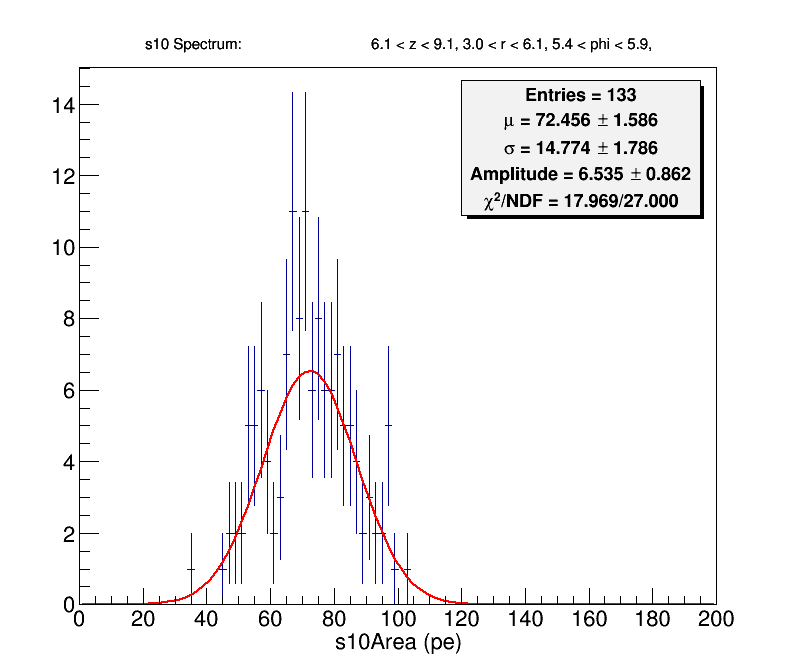 s10 Spectrum: 6.1 < z < 9.1, 3.0 < r < 6.1, 5.4 < phi < 5.9,
Entries = 133
μ = 72.456 ± 1.586
σ = 14.774 ± 1.786
Amplitude = 6.535 ± 0.862
χ²/NDF = 17.969/27.000
14
12
10
8
6
4
2
0
0 20 40 60 80 100 120 140 160 180 200
s10Area (pe)